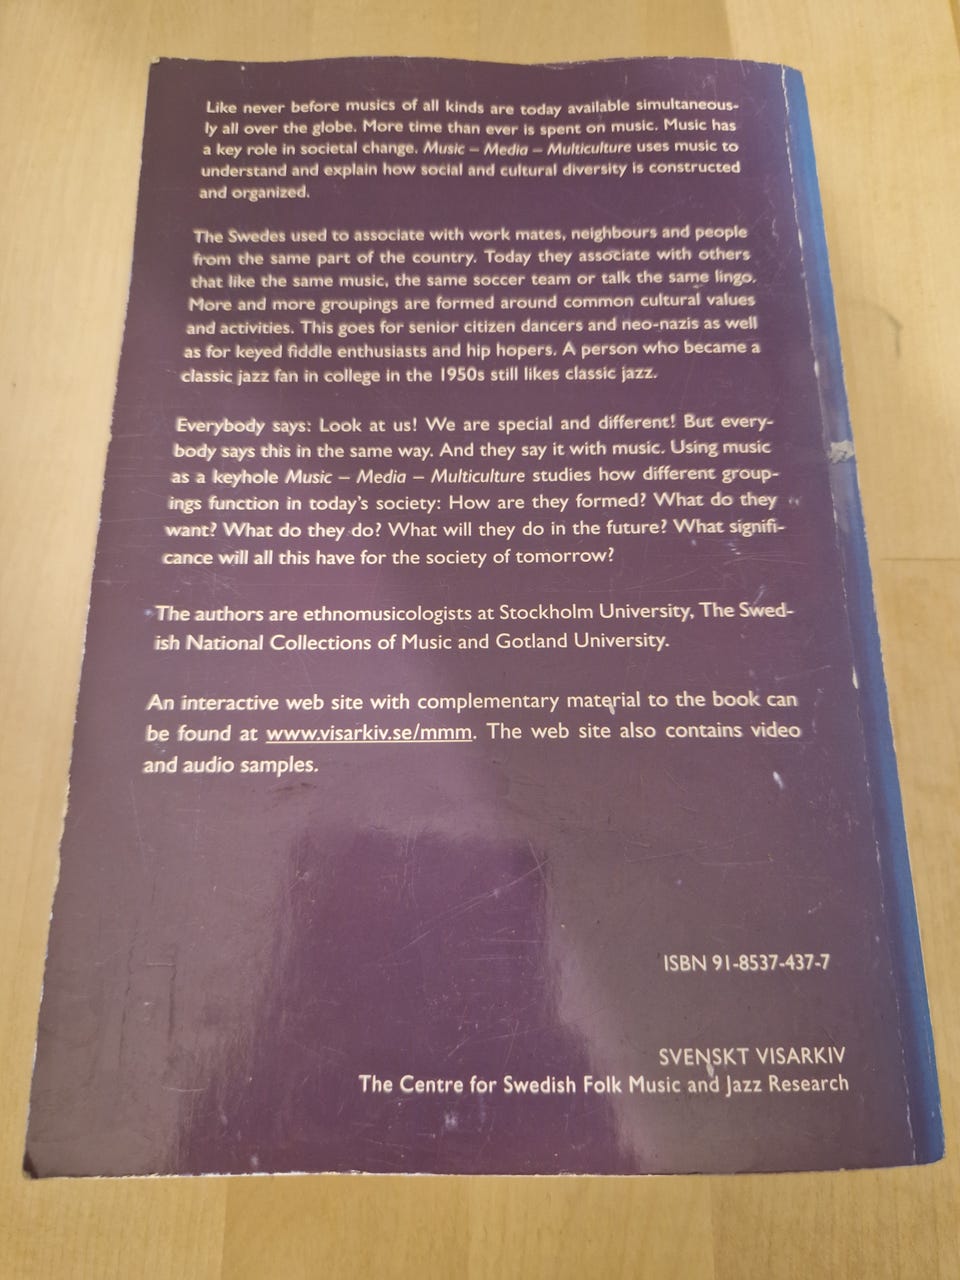 Like never before musics of all kinds are today available simultaneous-
ly all over the globe. More time than ever is spent on music. Music has
a key role in societal change. Music – Media – Multiculture uses music to
understand and explain how social and cultural diversity is constructed
and organized.
The Swedes used to associate with work mates, neighbours and people
from the same part of the country. Today they associate with others
that like the same music, the same soccer team or talk the same lingo.
More and more groupings are formed around common cultural values
and activities. This goes for senior citizen dancers and neo-nazis as well
as for keyed fiddle enthusiasts and hip hopers. A person who became a
classic jazz fan in college in the 1950s still likes classic jazz.
Everybody says: Look at us! We are special and different! But every-
body says this in the same way. And they say it with music. Using music
as a keyhole Music – Media – Multiculture studies how different group-
ings function in today's society: How are they formed? What do they
want? What do they do? What will they do in the future? What signifi-
cance will all this have for the society of tomorrow?
The authors are ethnomusicologists at Stockholm University, The Swed-
ish National Collections of Music and Gotland University.
An interactive web site with complementary material to the book can
be found at www.visarkiv.se/mmm. The web site also contains video
and audio samples.
ISBN 91-8537-437-7
SVENSKT VISARKIV
The Centre for Swedish Folk Music and Jazz Research